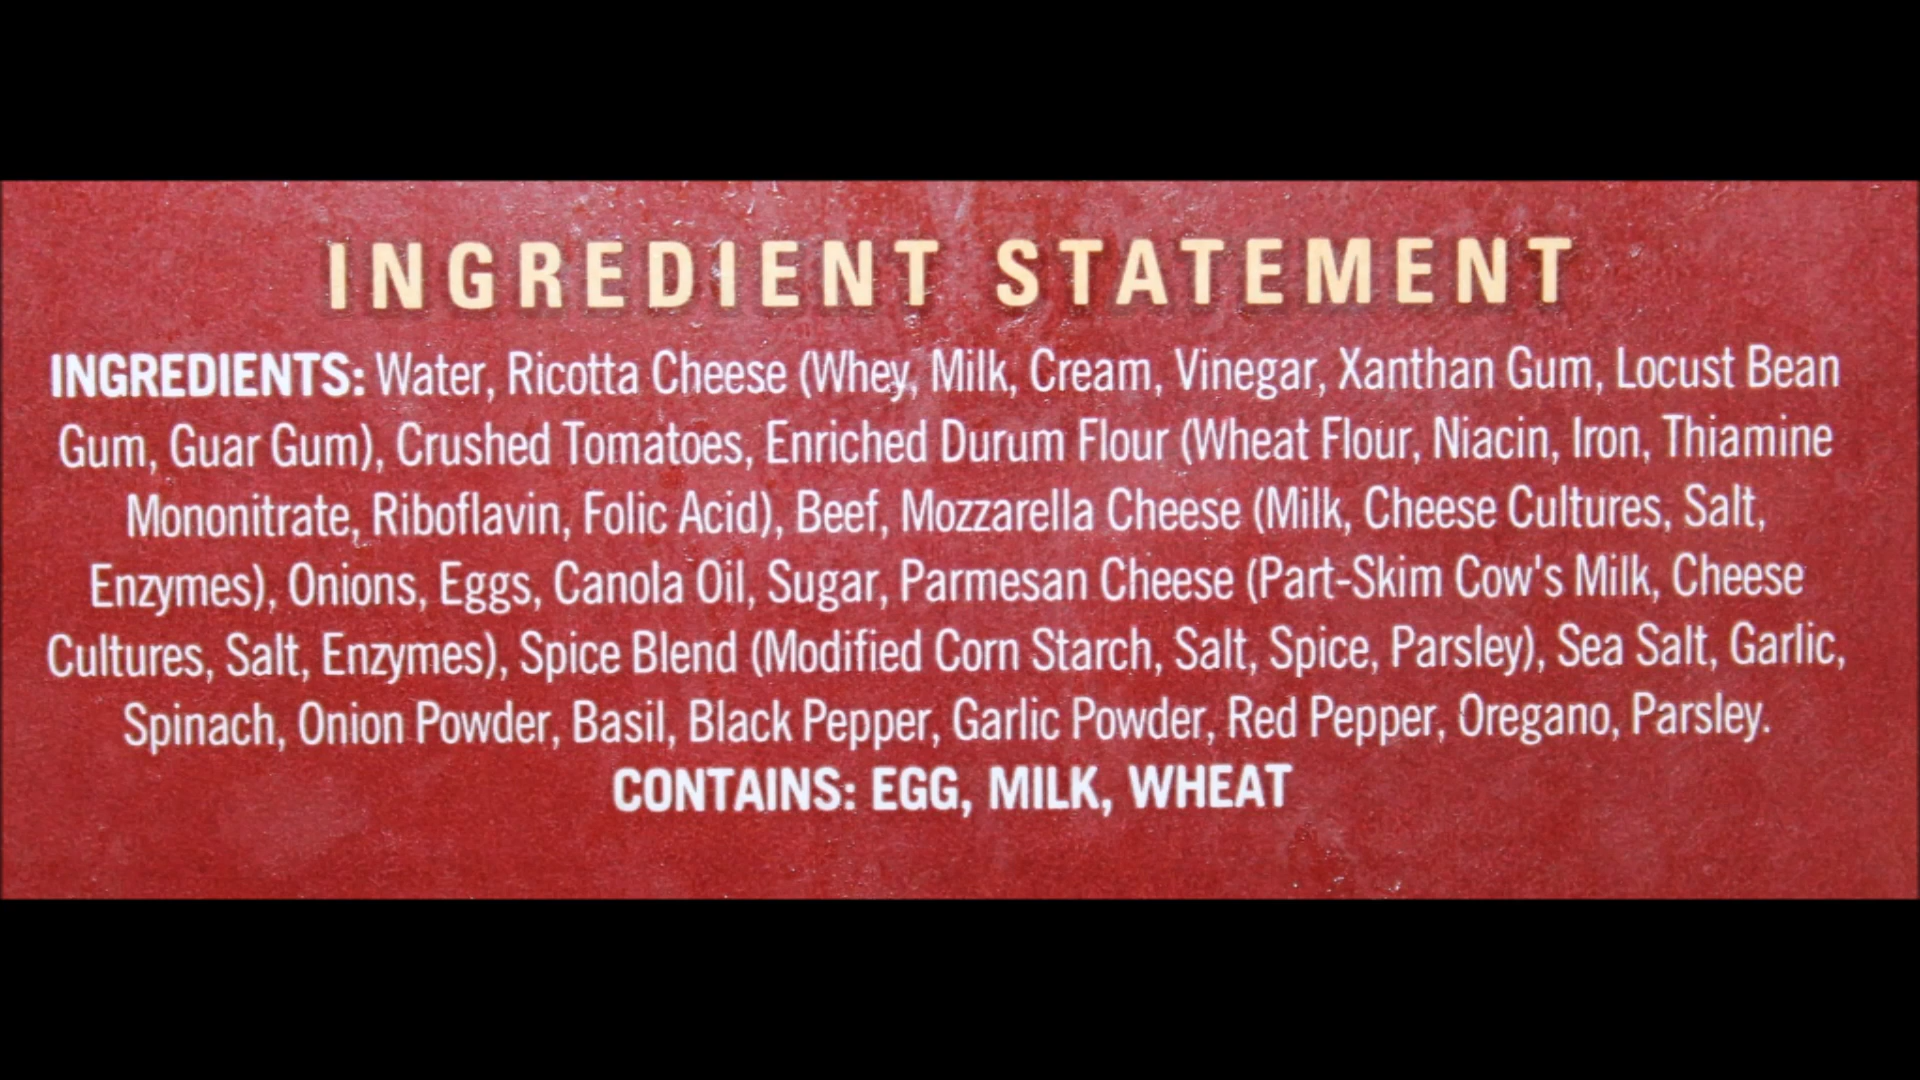 INGREDIENT STATEMENT
INGREDIENTS: Water, Ricotta Cheese (Whey, Milk, Cream, Vinegar, Xanthan Gum, Locust Bean
Gum, Guar Gum), Crushed Tomatoes, Enriched Durum Flour (Wheat Flour, Niacin, Iron, Thiamine
Mononitrate, Riboflavin, Folic Acid), Beef, Mozzarella Cheese (Milk, Cheese Cultures, Salt,
Enzymes), Onions, Eggs, Canola Oil, Sugar, Parmesan Cheese (Part-Skim Cow's Milk, Cheese
Cultures, Salt, Enzymes), Spice Blend (Modified Corn Starch, Salt, Spice, Parsley), Sea Salt, Garlic,
Spinach, Onion Powder, Basil, Black Pepper, Garlic Powder, Red Pepper, Oregano, Parsley.
CONTAINS: EGG, MILK, WHEAT